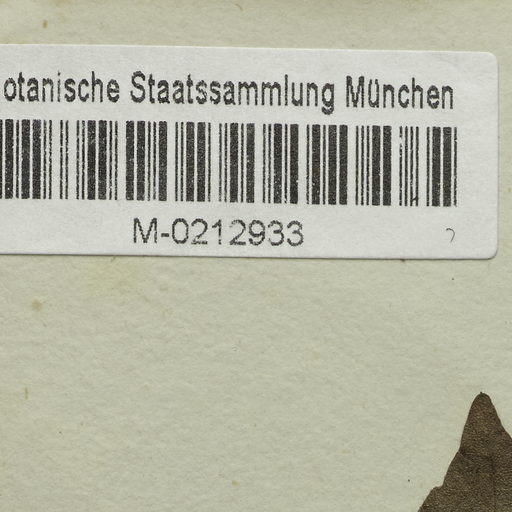 otanische Staatssammlung München
M-0212933